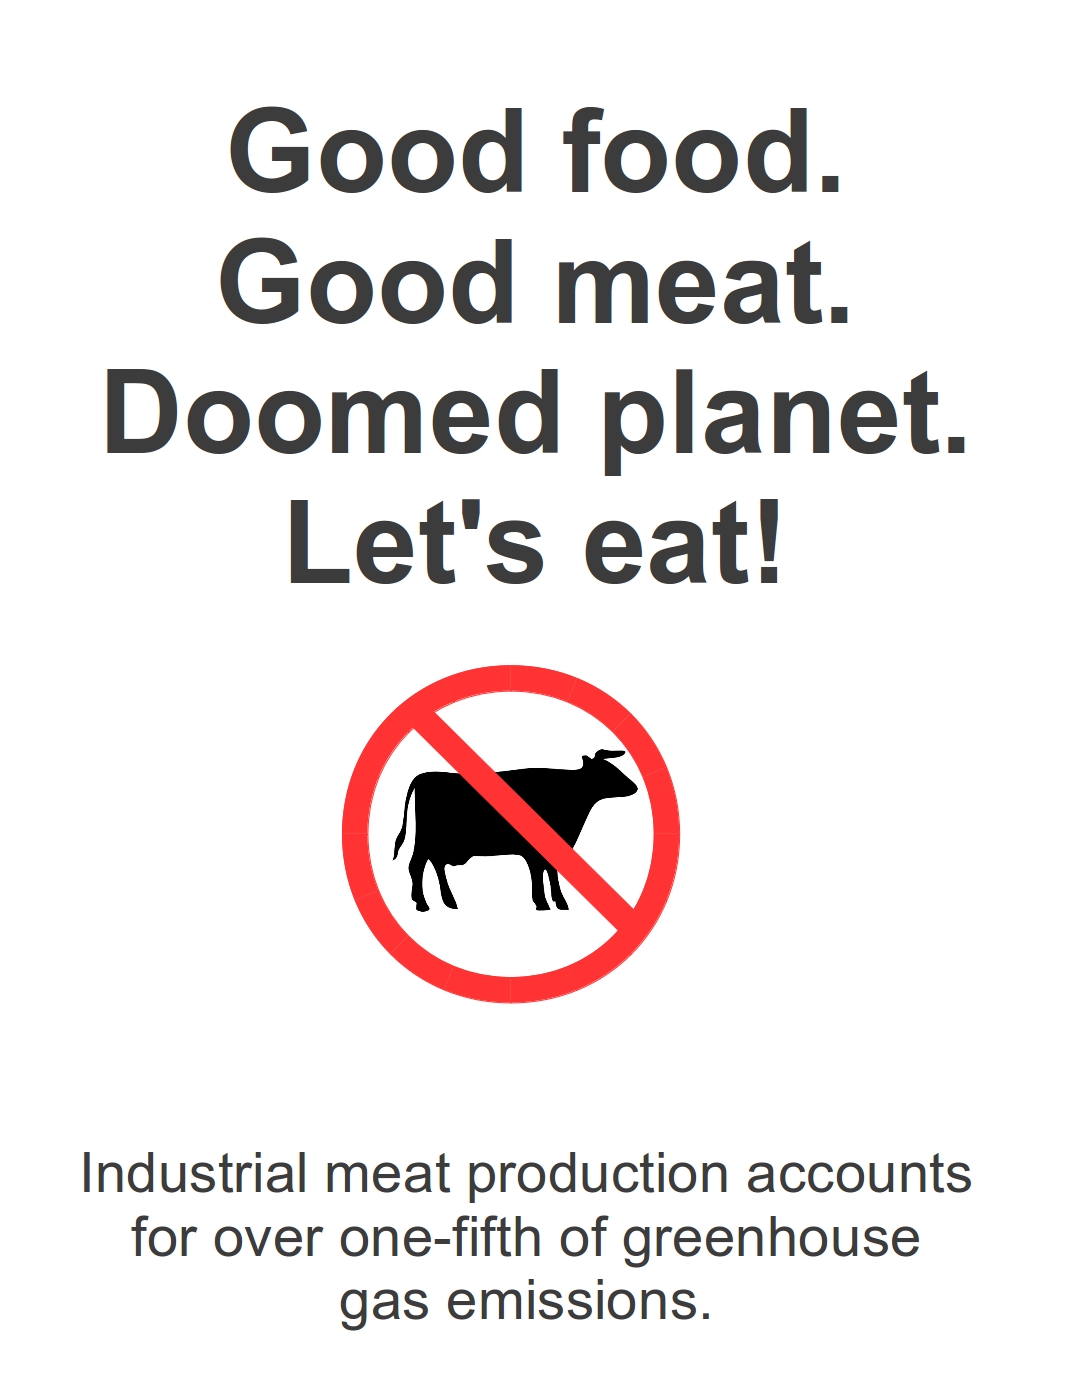 Good food.
Good meat.
Doomed planet.
Let's eat!
Industrial meat production accounts
for over one-fifth of greenhouse
gas emissions.